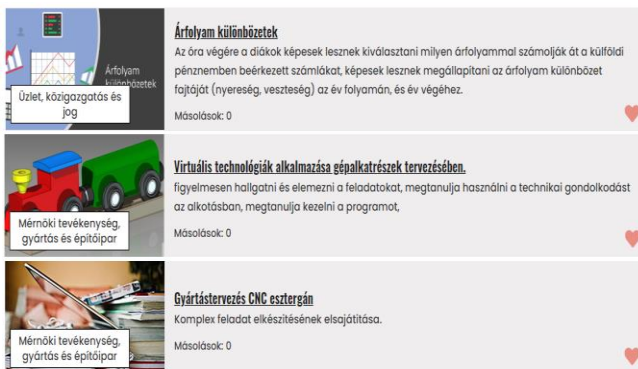 Árfolyam különbözetek
Az óra végére a diákok képesek lesznek kiválasztani milyen árfolyammal számolják át a külföldi
pénznemben beérkezett számlákat, képesek lesznek megállapítani az árfolyam különbözet
fajtáját (nyereség, veszteség) az év folyamán, és év végéhez.
Másolások: 0
Árfolyam
különbözetek
Üzlet, közigazgatás és
jog
Virtuális technológiák alkalmazása gépalkatrészek tervezésében.
figyelmesen hallgatni és elemezni a feladatokat, megtanulja használni a technikai gondolkodást
az alkotásban, megtanulja kezelni a programot,
Másolások: 0
Mérnöki tevékenység,
gyártás és építőipar
Gyártástervezés CNC esztergán
Komplex feladat elkészítésének elsajátítása.
Másolások: 0
Mérnöki tevékenység,
gyártás és építőipar